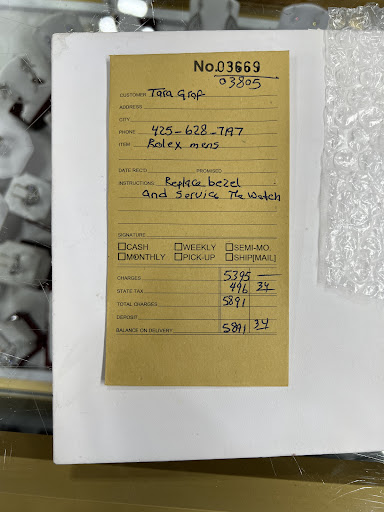 No.03669
03805
CUSTOMER Tara Graf
ADDRESS
CITY
PHONE 425-628-7197
ITEM Rolex mens
DATE REC'D PROMISED
INSTRUCTIONS Replace bezel
And Service The Watch
SIGNATURE
CASH WEEKLY SEMI-MO.
MONTHLY PICK-UP SHIP[MAIL]
CHARGES 5395 —
STATE TAX 496 34
TOTAL CHARGES 5891
DEPOSIT
BALANCE ON DELIVERY 5891 34